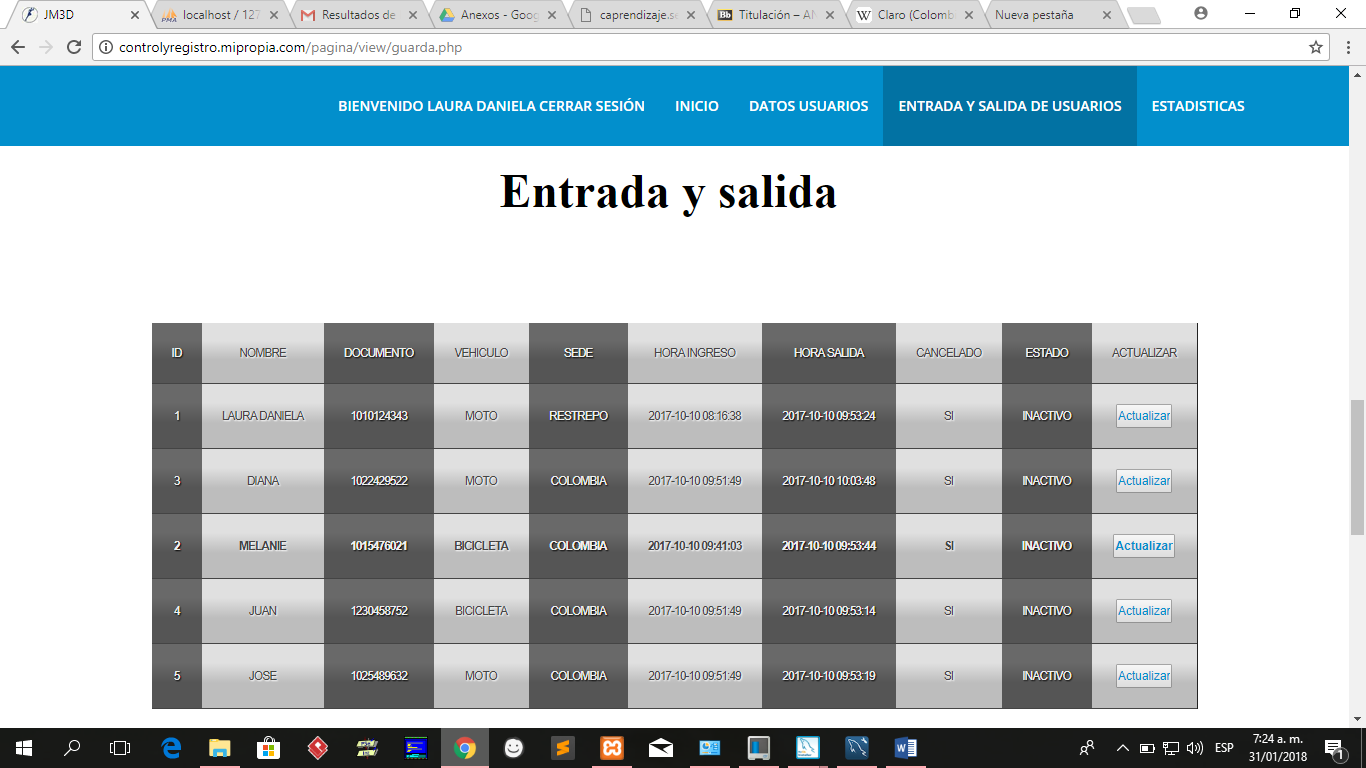 JM3D
localhost / 127
Resultados de
Anexos - Goog
caprendizaje.se
Titulación – AN
Claro (Colomb
Nueva pestaña
controlyregistro.mipropia.com/pagina/view/guarda.php
BIENVENIDO LAURA DANIELA CERRAR SESIÓN INICIO DATOS USUARIOS ENTRADA Y SALIDA DE USUARIOS ESTADISTICAS
Entrada y salida
ID NOMBRE DOCUMENTO VEHICULO SEDE HORA INGRESO HORA SALIDA CANCELADO ESTADO ACTUALIZAR
1 LAURA DANIELA 1010124343 MOTO RESTREPO 2017-10-10 08:16:38 2017-10-10 09:53:24 SI INACTIVO Actualizar
3 DIANA 1022429522 MOTO COLOMBIA 2017-10-10 09:51:49 2017-10-10 10:03:48 SI INACTIVO Actualizar
2 MELANIE 1015476021 BICICLETA COLOMBIA 2017-10-10 09:41:03 2017-10-10 09:53:44 SI INACTIVO Actualizar
4 JUAN 1230458752 BICICLETA COLOMBIA 2017-10-10 09:51:49 2017-10-10 09:53:14 SI INACTIVO Actualizar
5 JOSE 1025489632 MOTO COLOMBIA 2017-10-10 09:51:49 2017-10-10 09:53:19 SI INACTIVO Actualizar
ESP
7:24 a. m.
31/01/2018